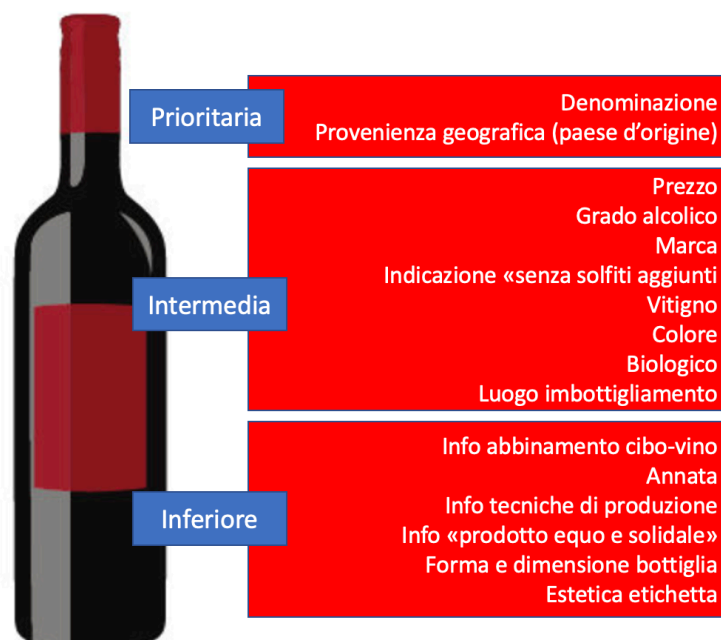 Prioritaria
Denominazione
Provenienza geografica (paese d'origine)
Intermedia
Prezzo
Grado alcolico
Marca
Indicazione «senza solfiti aggiunti
Vitigno
Colore
Biologico
Luogo imbottigliamento
Inferiore
Info abbinamento cibo-vino
Annata
Info tecniche di produzione
Info «prodotto equo e solidale»
Forma e dimensione bottiglia
Estetica etichetta